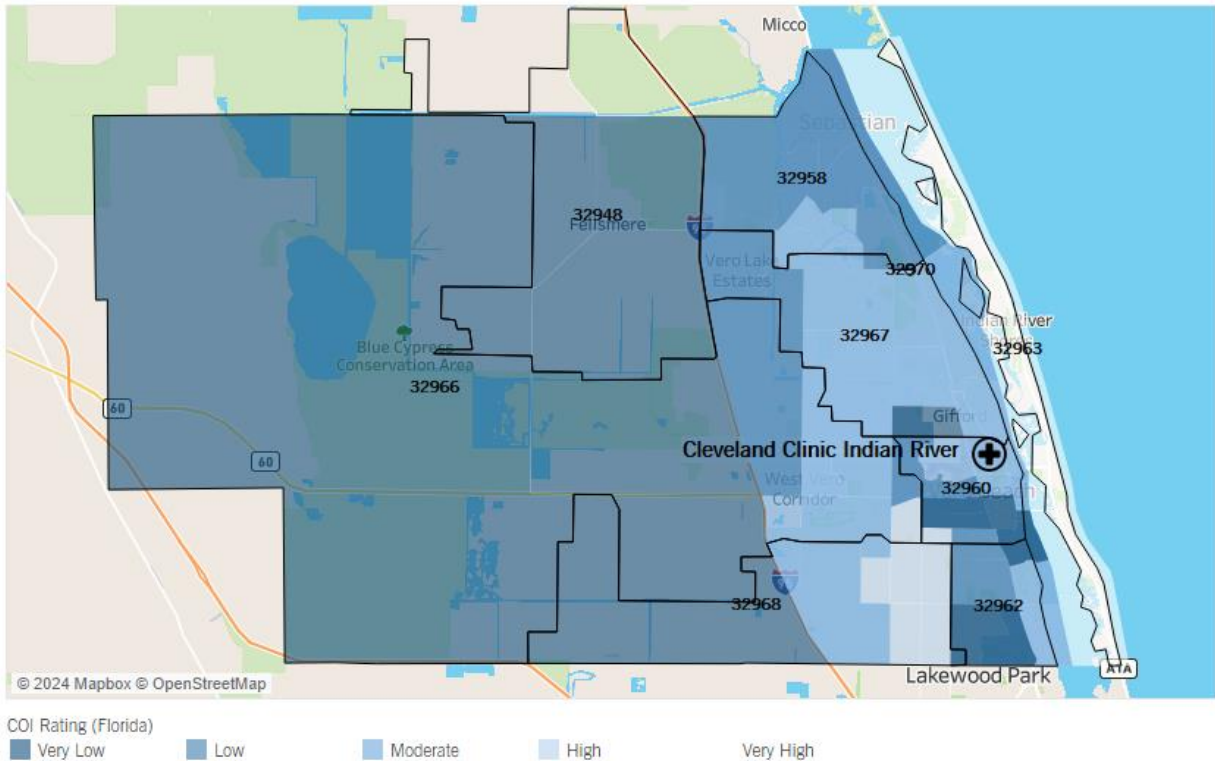 Micco
Sebastian
32958
32948
Fellsmere
Vero Lake
Estates
32970
32967
Indian River
Shores
32963
Blue Cypress
Conservation Area
32966
60
Gifford
Cleveland Clinic Indian River
60
West Vero
Corridor
32960
Beach
32968
32962
Lakewood Park
A1A
© 2024 Mapbox © OpenStreetMap
COI Rating (Florida)
Very Low Low Moderate High Very High